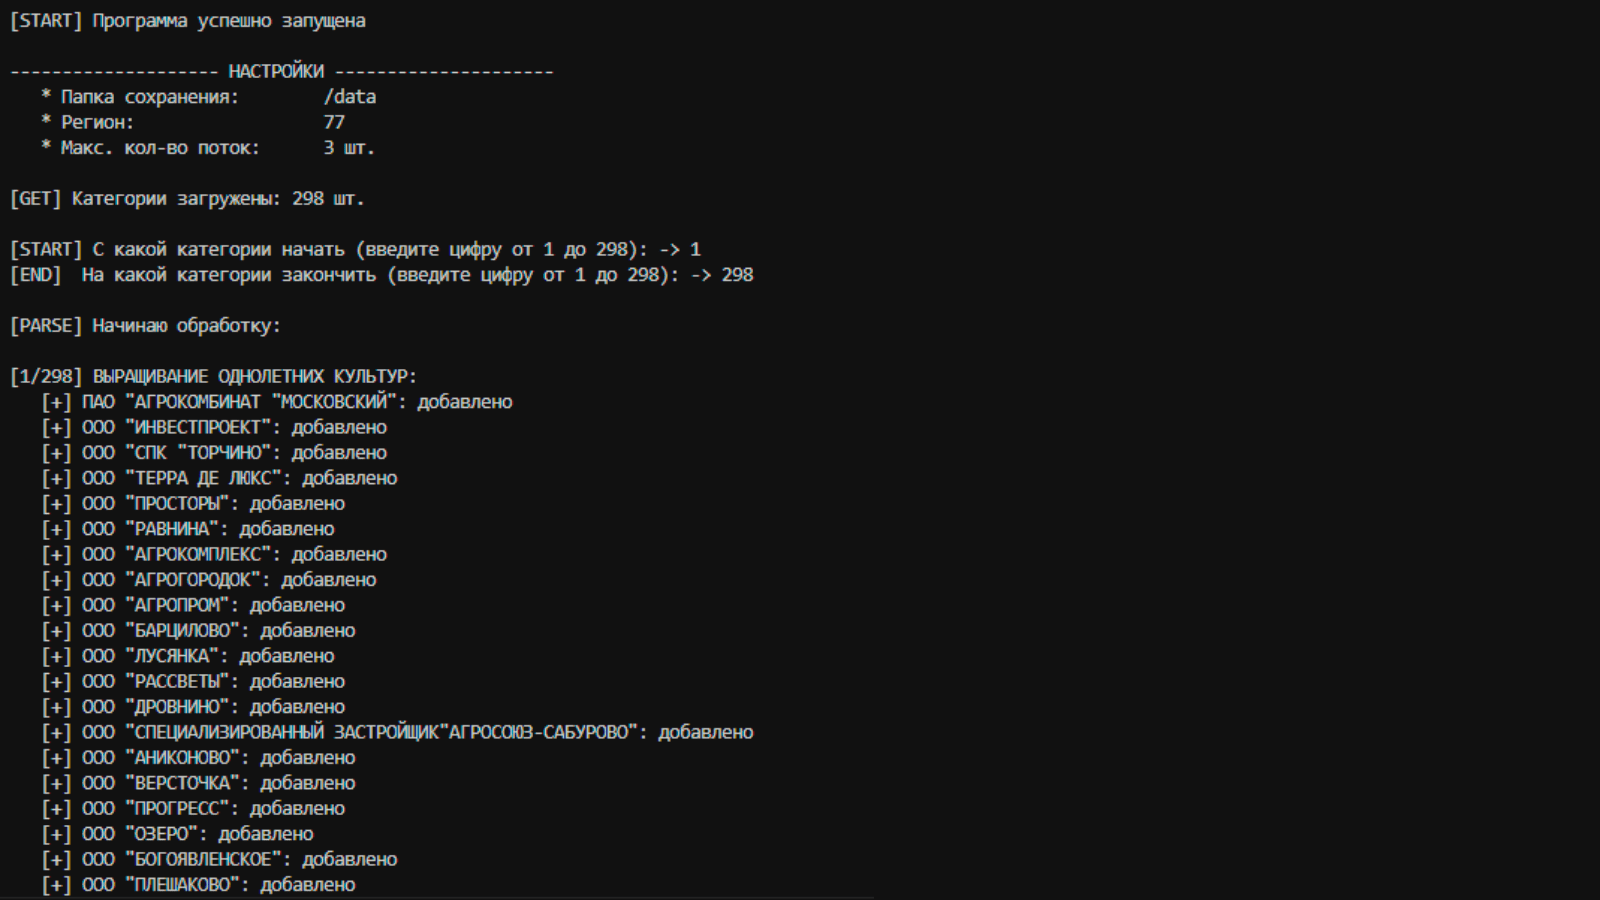 [START] Программа успешно запущена
-------------------- НАСТРОЙКИ ---------------------
* Папка сохранения: /data
* Регион: 77
* Макс. кол-во поток: 3 шт.
[GET] Категории загружены: 298 шт.
[START] С какой категории начать (введите цифру от 1 до 298): -> 1
[END] На какой категории закончить (введите цифру от 1 до 298): -> 298
[PARSE] Начинаю обработку:
[1/298] ВЫРАЩИВАНИЕ ОДНОЛЕТНИХ КУЛЬТУР:
[+] ПАО "АГРОКОМБИНАТ "МОСКОВСКИЙ": добавлено
[+] ООО "ИНВЕСТПРОЕКТ": добавлено
[+] ООО "СПК "ТОРЧИНО": добавлено
[+] ООО "ТЕРРА ДЕ ЛЮКС": добавлено
[+] ООО "ПРОСТОРЫ": добавлено
[+] ООО "РАВНИНА": добавлено
[+] ООО "АГРОКОМПЛЕКС": добавлено
[+] ООО "АГРОГОРОДОК": добавлено
[+] ООО "АГРОПРОМ": добавлено
[+] ООО "БАРЦИЛОВО": добавлено
[+] ООО "ЛУСЯНКА": добавлено
[+] ООО "РАССВЕТЫ": добавлено
[+] ООО "ДРОВНИНО": добавлено
[+] ООО "СПЕЦИАЛИЗИРОВАННЫЙ ЗАСТРОЙЩИК"АГРОСОЮЗ-САБУРОВО": добавлено
[+] ООО "АНИКОНОВО": добавлено
[+] ООО "ВЕРСТОЧКА": добавлено
[+] ООО "ПРОГРЕСС": добавлено
[+] ООО "ОЗЕРО": добавлено
[+] ООО "БОГОЯВЛЕНСКОЕ": добавлено
[+] ООО "ПЛЕШАКОВО": добавлено